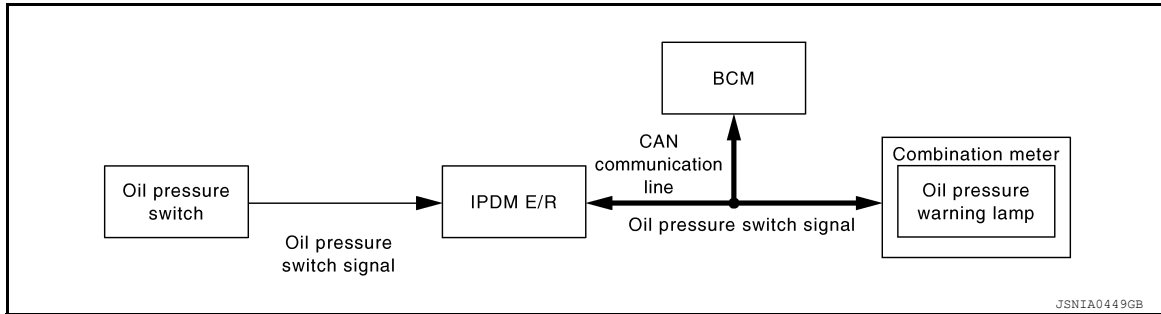 BCM
CAN
communication
line
Combination meter
Oil pressure
switch
IPDM E/R
Oil pressure
warning lamp
Oil pressure switch signal
Oil pressure
switch signal
JSNIA0449GB